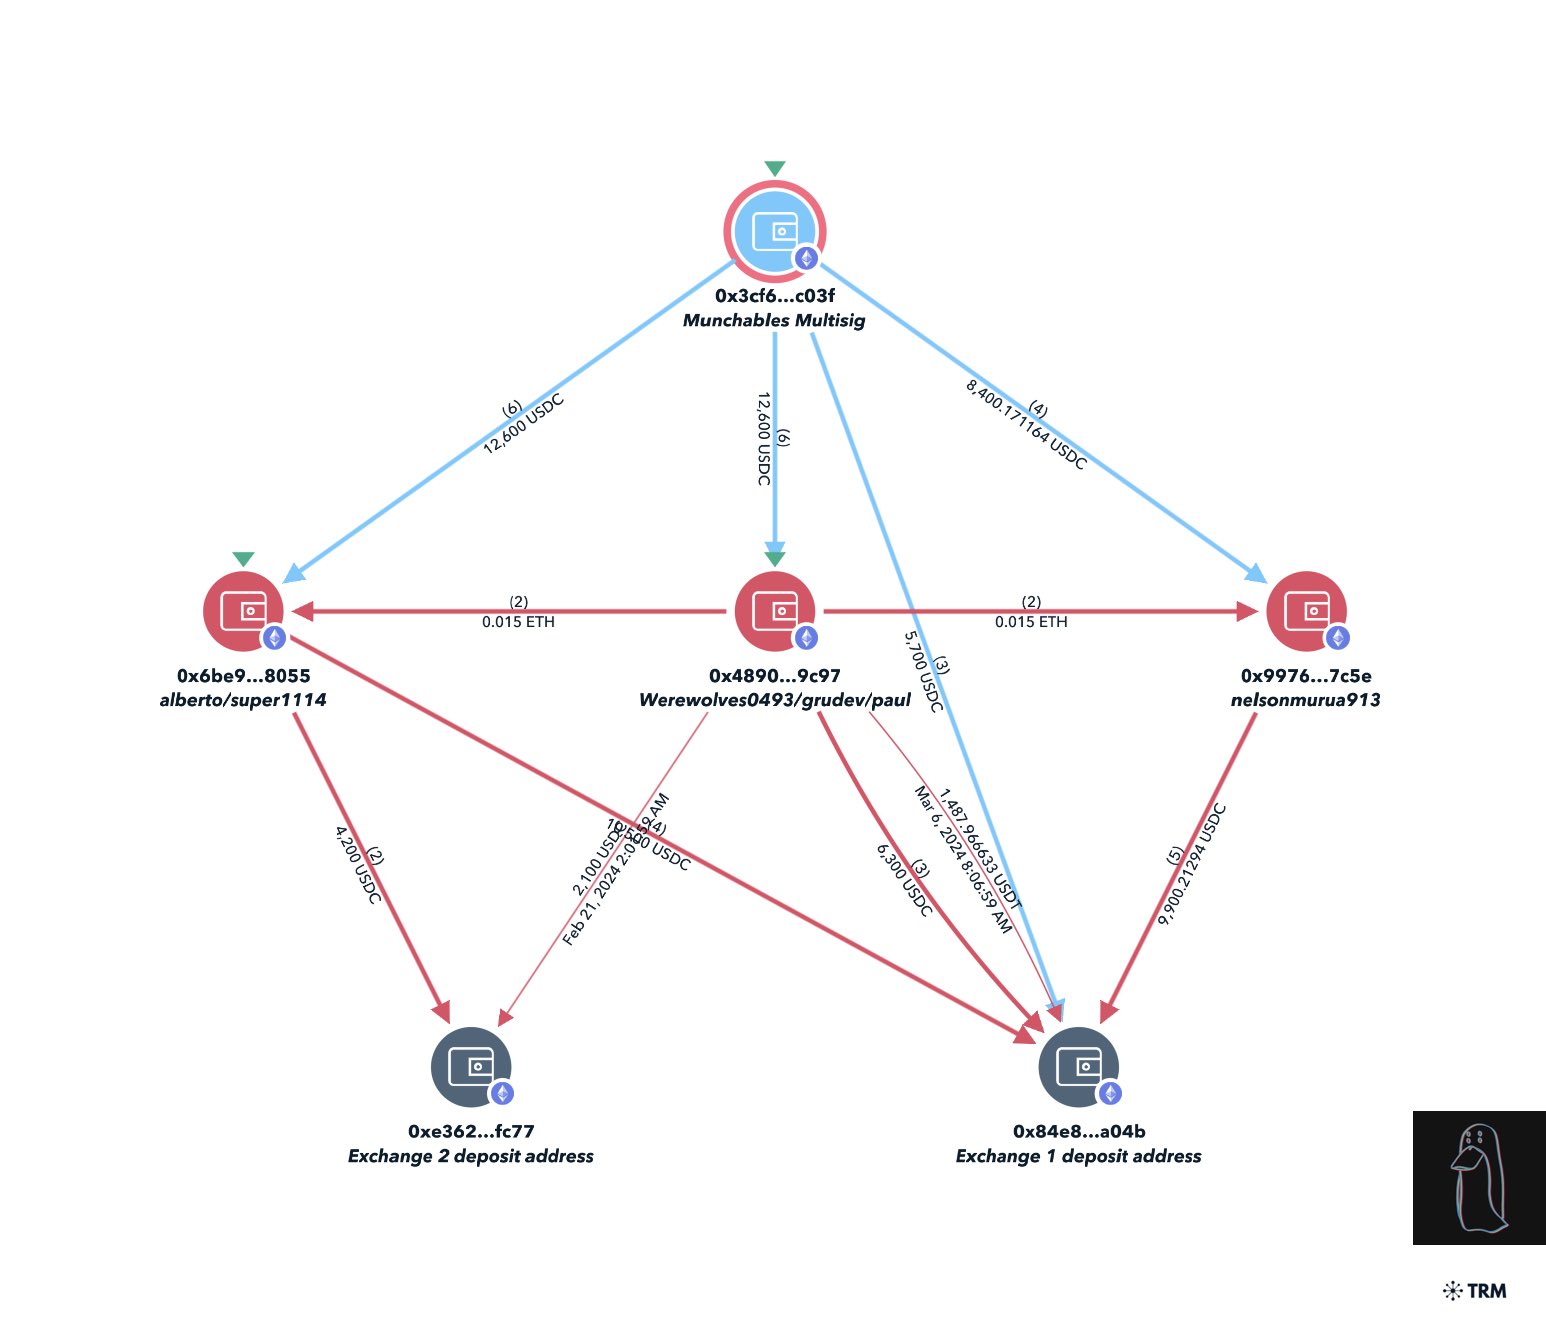 0x3cf6...c03f
Munchables Multisig
(6)
12,600 USDC
(6)
12,600 USDC
(4)
8,400.171164 USDC
(2)
0.015 ETH
(2)
0.015 ETH
(3)
5,700 USDC
0x6be9...8055
alberto/super1114
0x4890...9c97
Werewolves0493/grudev/paul
0x9976...7c5e
nelsonmurua913
(2)
4,200 USDC
(4)
10,500 USDC
2,100 USDC
Feb 21, 2024 AM
(3)
6,300 USDC
1,487.966633 USDT
Mar 6, 2024 8:06:59 AM
(5)
9,900.21294 USDC
0xe362...fc77
Exchange 2 deposit address
0x84e8...a04b
Exchange 1 deposit address
TRM